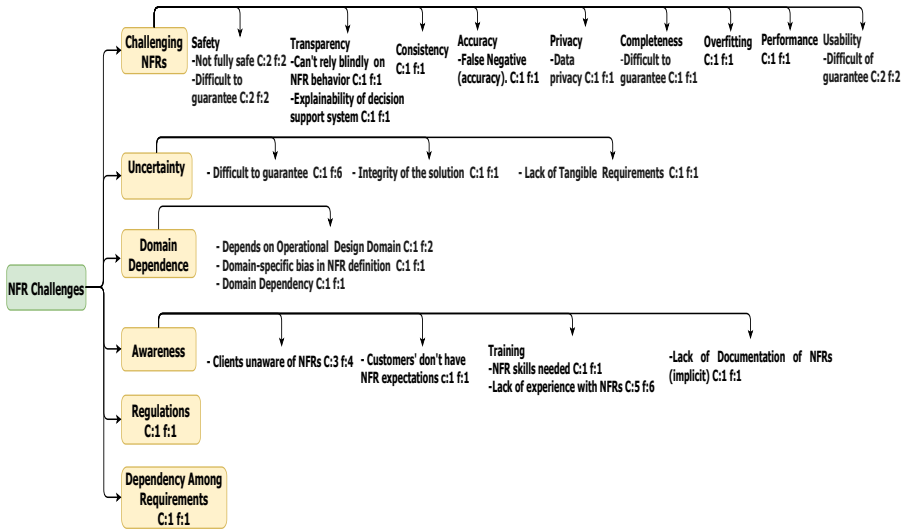 Challenging
NFRs
Safety
-Not fully safe C:2 f:2
-Difficult to
guarantee C:2 f:2
Transparency
-Can't rely blindly on
NFR behavior C:1 f:1
-Explainability of decision
support system C:1 f:1
Consistency
C:1 f:1
Accuracy
-False Negative
(accuracy). C:1 f:1
Privacy
-Data
privacy C:1 f:1
Completeness
-Difficult to
guarantee C:1 f:1
Overfitting
C:1 f:1
Performance
C:1 f:1
Usability
-Difficult of
guarantee C:2 f:2
Uncertainty
- Difficult to guarantee C:1 f:6
- Integrity of the solution C:1 f:1
- Lack of Tangible Requirements C:1 f:1
Domain
Dependence
- Depends on Operational Design Domain C:1 f:2
- Domain-specific bias in NFR definition C:1 f:1
- Domain Dependency C:1 f:1
NFR Challenges
Awareness
- Clients unaware of NFRs C:3 f:4
- Customers' don't have
NFR expectations c:1 f:1
Training
-NFR skills needed C:1 f:1
-Lack of experience with NFRs C:5 f:6
-Lack of Documentation of NFRs
(implicit) C:1 f:1
Regulations
C:1 f:1
Dependency Among
Requirements
C:1 f:1